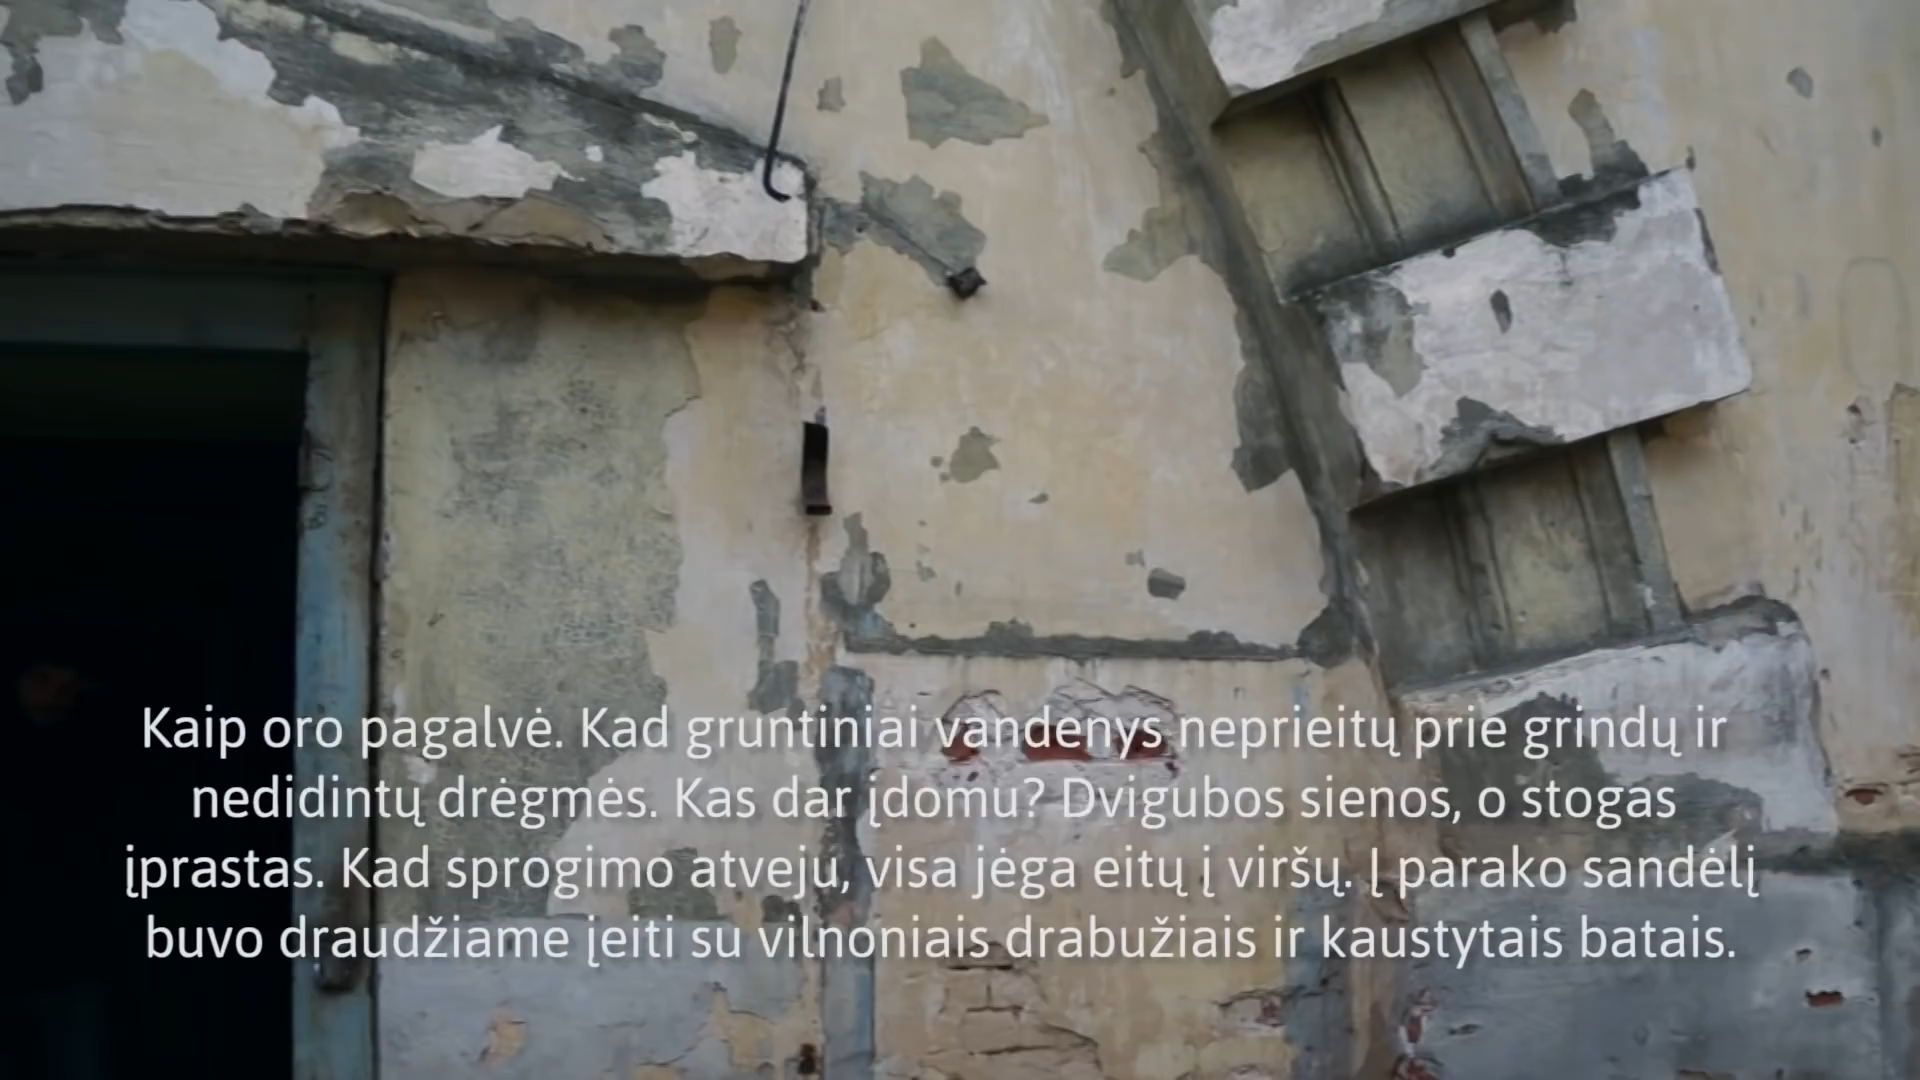 Kaip oro pagalvė. Kad gruntiniai vandenys neprieitų prie grindų ir
nedidintų drėgmės. Kas dar įdomu? Dvigubos sienos, o stogas
įprastas. Kad sprogimo atveju, visa jėga eitų į viršų. Į parako sandėlį
buvo draudžiame įeiti su vilnoniais drabužiais ir kaustytais batais.